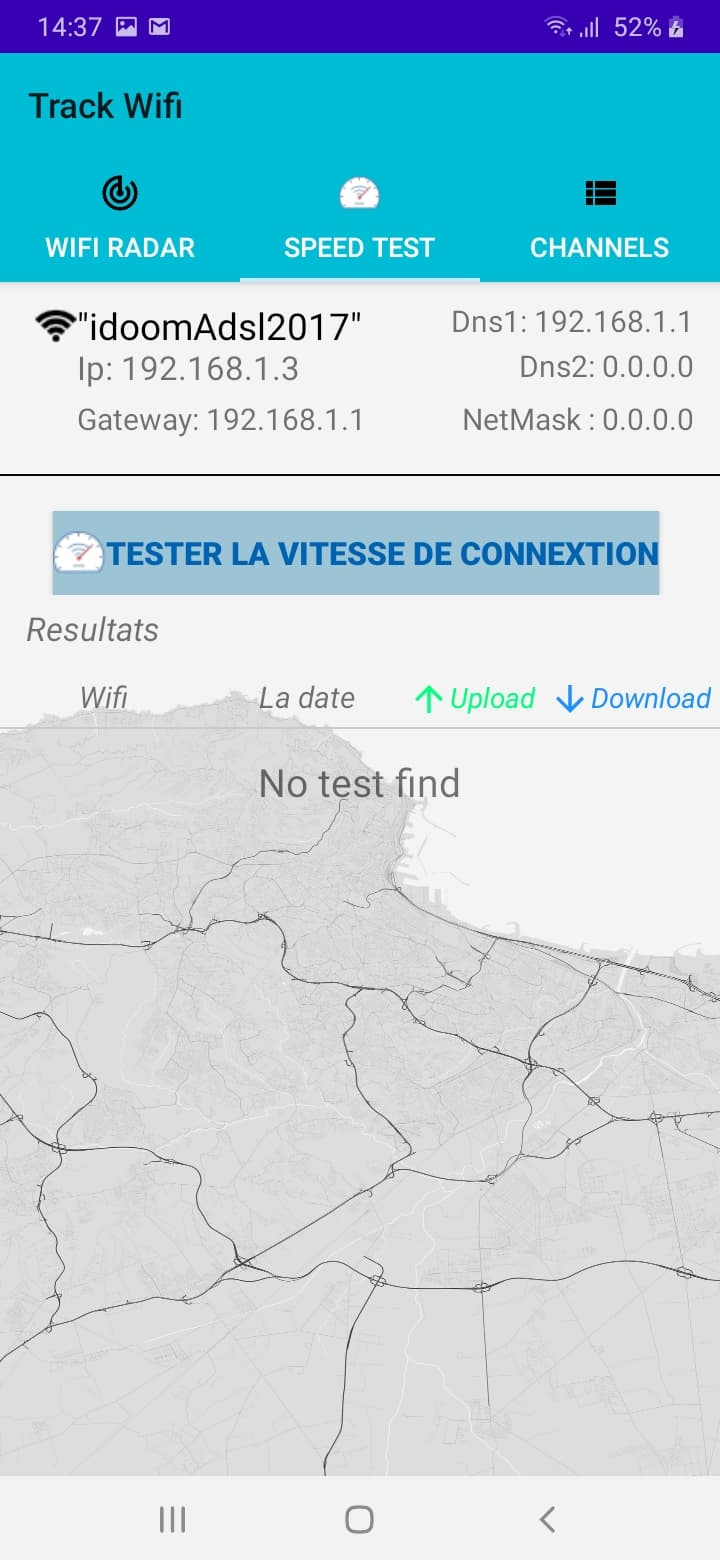 14:37 52%
Track Wifi
WIFI RADAR SPEED TEST CHANNELS
"idoomAdsl2017" Dns1: 192.168.1.1
Ip: 192.168.1.3 Dns2: 0.0.0.0
Gateway: 192.168.1.1 NetMask : 0.0.0.0
TESTER LA VITESSE DE CONNEXTION
Resultats
Wifi La date Upload Download
No test find